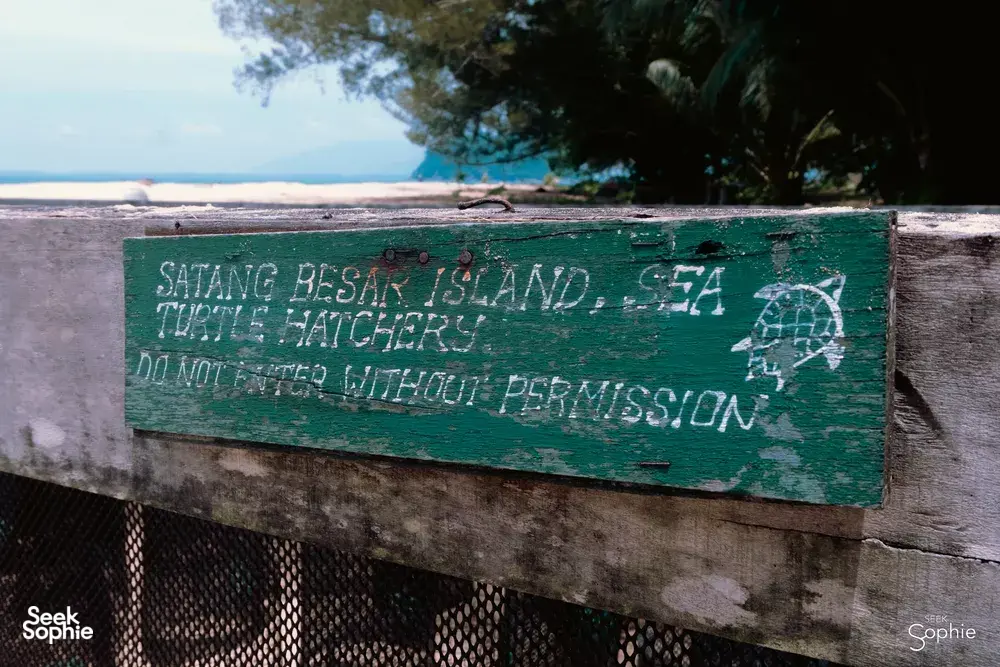 SATANG BESAR ISLAND. SEA
TURTLE HATCHERY.
DO NOT ENTER WITHOUT PERMISSION
Seek
Sophie
SEEK
Sophie